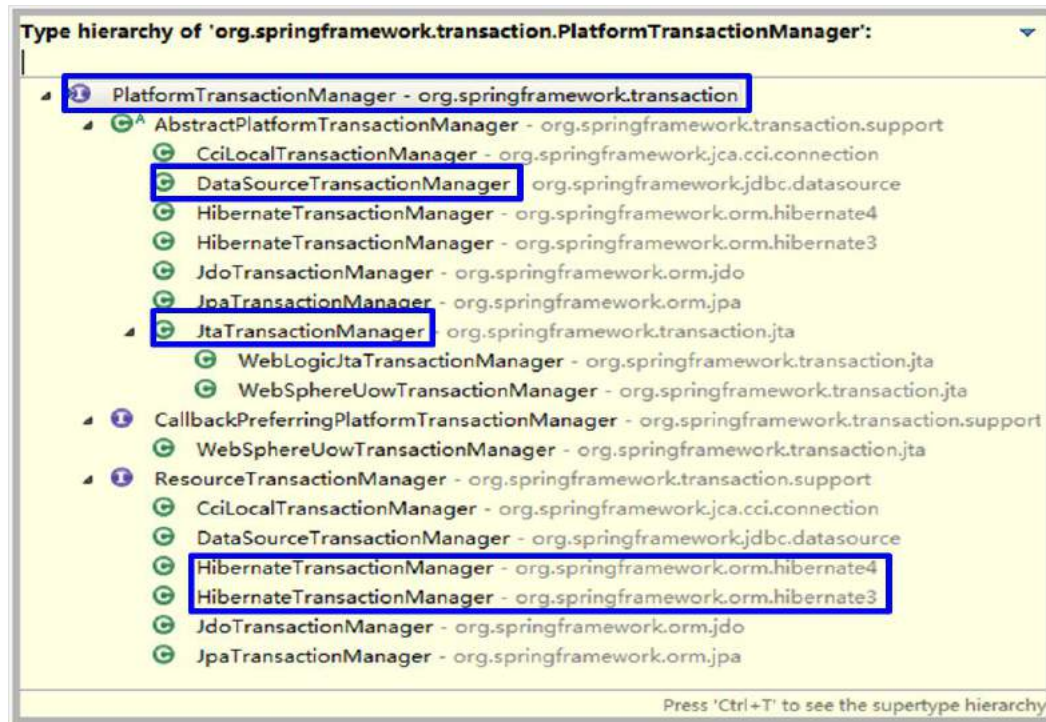 Type hierarchy of 'org.springframework.transaction.PlatformTransactionManager':
PlatformTransactionManager - org.springframework.transaction
AbstractPlatformTransactionManager - org.springframework.transaction.support
CciLocalTransactionManager - org.springframework.jca.cci.connection
DataSourceTransactionManager - org.springframework.jdbc.datasource
HibernateTransactionManager - org.springframework.orm.hibernate4
HibernateTransactionManager - org.springframework.orm.hibernate3
JdoTransactionManager - org.springframework.orm.jdo
JpaTransactionManager - org.springframework.orm.jpa
JtaTransactionManager - org.springframework.transaction.jta
WebLogicJtaTransactionManager - org.springframework.transaction.jta
WebSphereUowTransactionManager - org.springframework.transaction.jta
CallbackPreferringPlatformTransactionManager - org.springframework.transaction.support
WebSphereUowTransactionManager - org.springframework.transaction.jta
ResourceTransactionManager - org.springframework.transaction.support
CciLocalTransactionManager - org.springframework.jca.cci.connection
DataSourceTransactionManager - org.springframework.jdbc.datasource
HibernateTransactionManager - org.springframework.orm.hibernate4
HibernateTransactionManager - org.springframework.orm.hibernate3
JdoTransactionManager - org.springframework.orm.jdo
JpaTransactionManager - org.springframework.orm.jpa
Press 'Ctrl+T' to see the supertype hierarchy